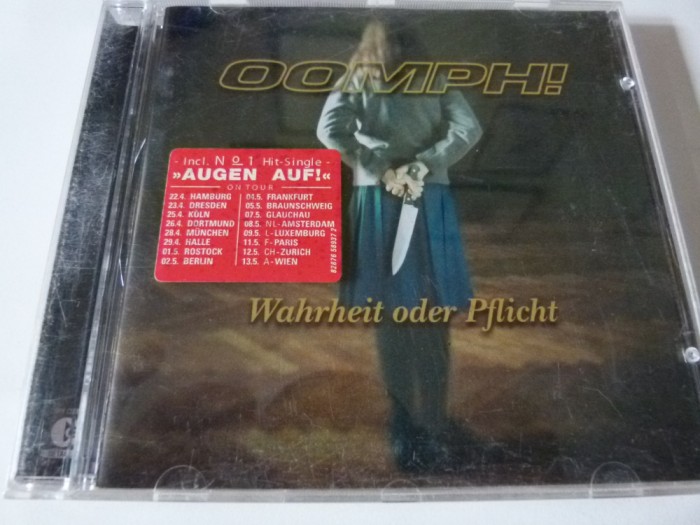 OOMPH!
- Incl. No 1 Hit-Single -
»AUGEN AUF!«
ON TOUR
22.4. HAMBURG
23.4. DRESDEN
25.4. KÖLN
26.4. DORTMUND
28.4. MÜNCHEN
29.4. HALLE
01.5. ROSTOCK
02.5. BERLIN
04.5. FRANKFURT
05.5. BRAUNSCHWEIG
07.5. GLAUCHAU
08.5. NL-AMSTERDAM
09.5. L-LUXEMBURG
11.5. F-PARIS
12.5. CH-ZÜRICH
13.5. A-WIEN
Wahrheit oder Pflicht